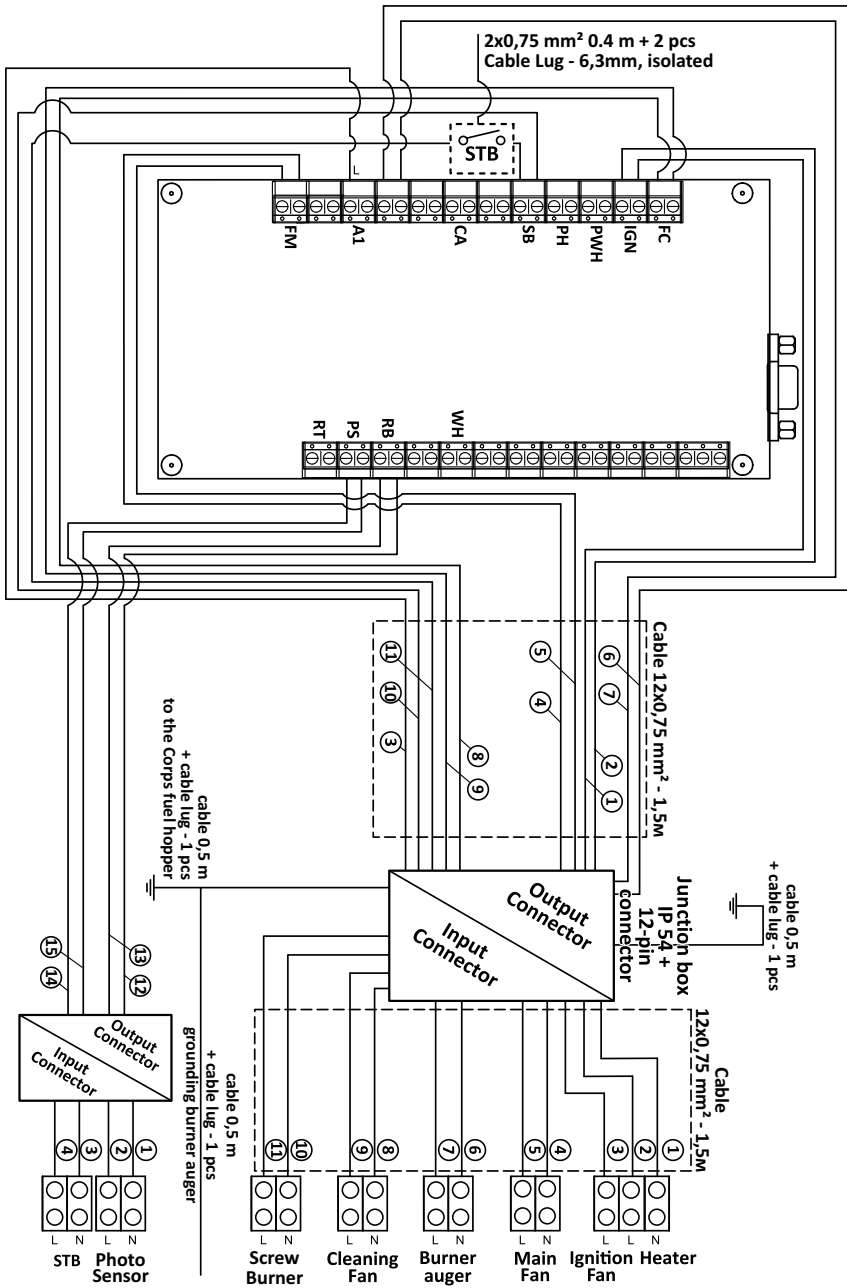 2x0,75 mm² 0.4 m + 2 pcs
Cable Lug - 6,3mm, isolated
STB
L
FM
A1
CA
SB
PH
PWH
IGN
FC
RT
PS
RB
WH
Cable 12x0,75 mm² - 1,5м
11
10
3
8
9
5
4
6
7
2
1
cable 0,5 m
+ cable lug - 1 pcs
to the Corps fuel hopper
Output
Connector
Input
Connector
Junction box
IP 54 +
12-pin
connector
cable 0,5 m
+ cable lug - 1 pcs
15
14
13
12
Output
Connector
Input
Connector
cable 0,5 m
+ cable lug - 1 pcs
grounding burner auger
Cable
12x0,75 mm² - 1,5м
4
3
2
1
11
10
9
8
7
6
5
4
3
2
1
L
N
L
N
L
N
L
N
L
N
L
N
L
L
N
STB
Photo
Sensor
Screw
Burner
Cleaning
Fan
Burner
auger
Main
Fan
Ignition Heater
Fan